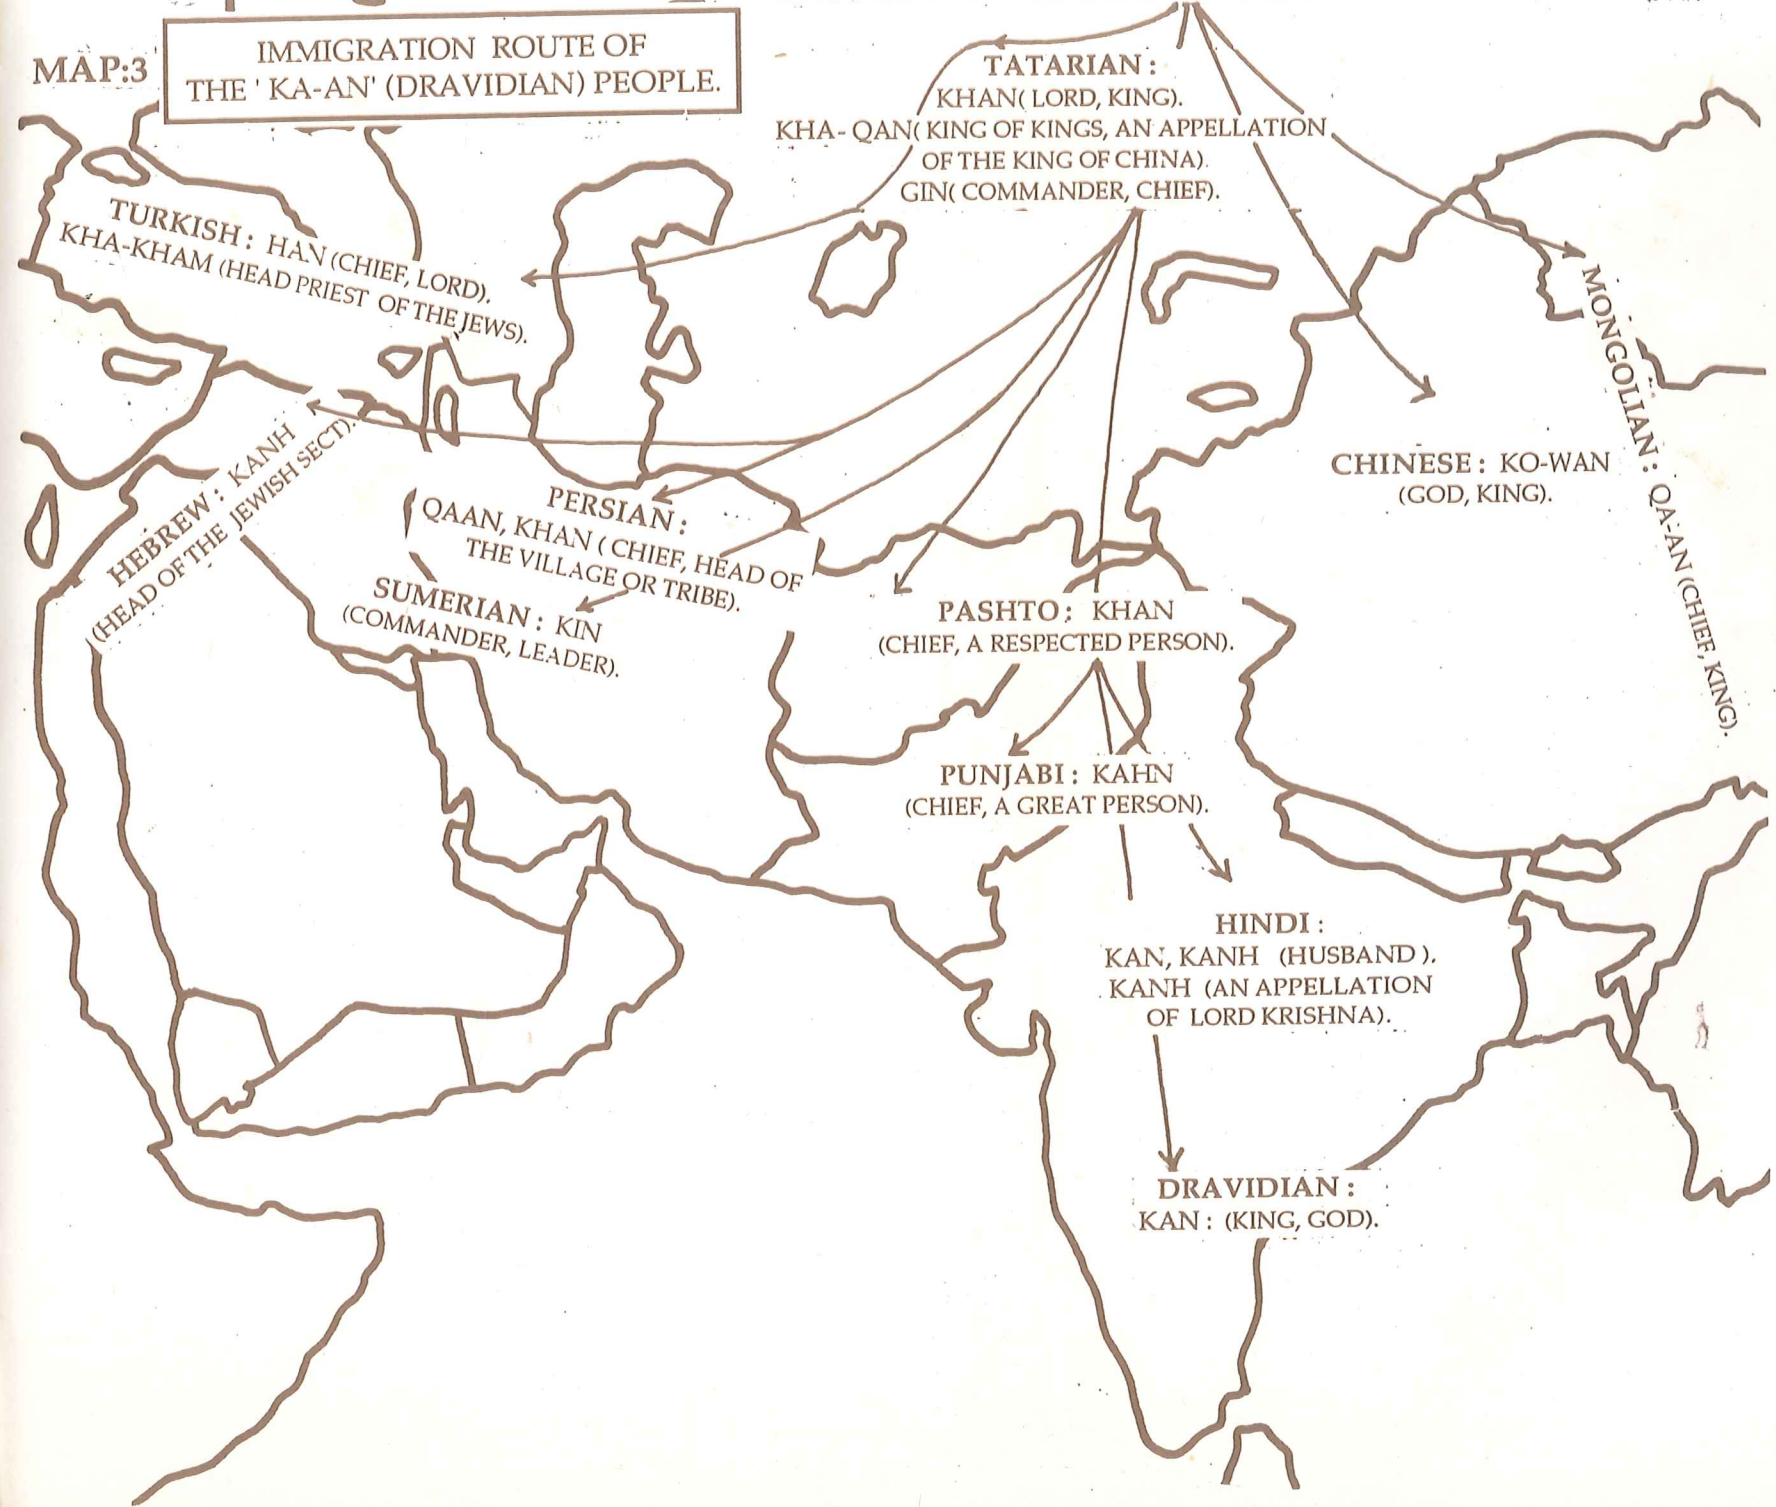 MAP:3
IMMIGRATION ROUTE OF
THE ' KA-AN' (DRAVIDIAN) PEOPLE.
TATARIAN :
KHAN( LORD, KING).
KHA- QAN( KING OF KINGS, AN APPELLATION
OF THE KING OF CHINA).
GIN( COMMANDER, CHIEF).
TURKISH : HAN (CHIEF, LORD).
KHA-KHAM (HEAD PRIEST OF THE JEWS).
HEBREW : KANH
(HEAD OF THE JEWISH SECT).
PERSIAN :
QAAN, KHAN ( CHIEF, HEAD OF
THE VILLAGE OR TRIBE).
SUMERIAN : KIN
(COMMANDER, LEADER).
CHINESE : KO-WAN
(GOD, KING).
MONGOLIAN : QA-AN (CHIEF, KING).
PASHTO : KHAN
(CHIEF, A RESPECTED PERSON).
PUNJABI : KAHN
(CHIEF, A GREAT PERSON).
HINDI :
KAN, KANH (HUSBAND ).
KANH (AN APPELLATION
OF LORD KRISHNA).
DRAVIDIAN :
KAN : (KING, GOD).